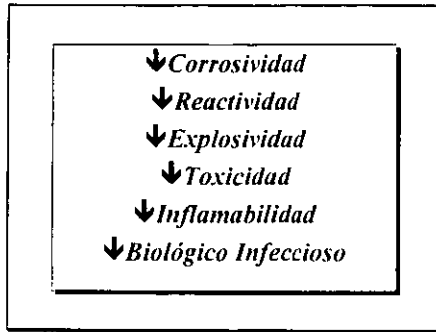 ↓Corrosividad
↓Reactividad
↓Explosividad
↓Toxicidad
↓Inflamabilidad
↓Biológico Infeccioso